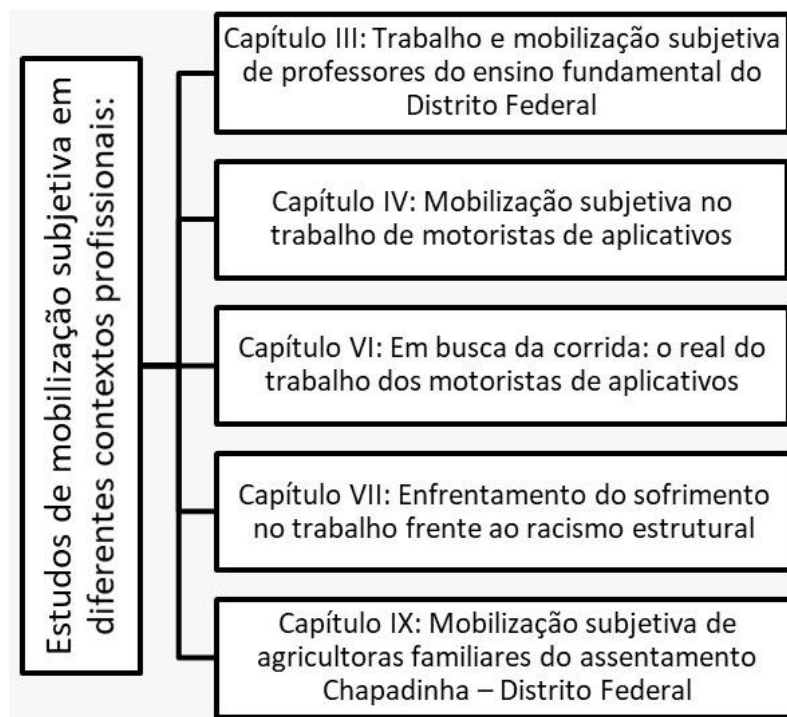 Estudos de mobilização subjetiva em
diferentes contextos profissionais:
Capítulo III: Trabalho e mobilização subjetiva
de professores do ensino fundamental do
Distrito Federal
Capítulo IV: Mobilização subjetiva no
trabalho de motoristas de aplicativos
Capítulo VI: Em busca da corrida: o real do
trabalho dos motoristas de aplicativos
Capítulo VII: Enfrentamento do sofrimento
no trabalho frente ao racismo estrutural
Capítulo IX: Mobilização subjetiva de
agricultoras familiares do assentamento
Chapadinha – Distrito Federal